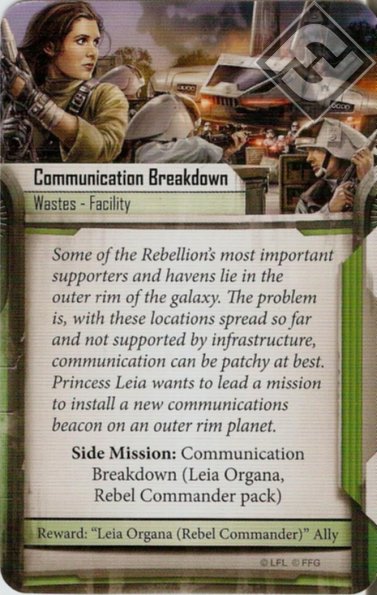 Communication Breakdown
Wastes - Facility
Some of the Rebellion's most important
supporters and havens lie in the
outer rim of the galaxy. The problem
is, with these locations spread so far
and not supported by infrastructure,
communication can be patchy at best.
Princess Leia wants to lead a mission
to install a new communications
beacon on an outer rim planet.
Side Mission: Communication
Breakdown (Leia Organa,
Rebel Commander pack)
Reward: “Leia Organa (Rebel Commander)” Ally
© LFL © FFG